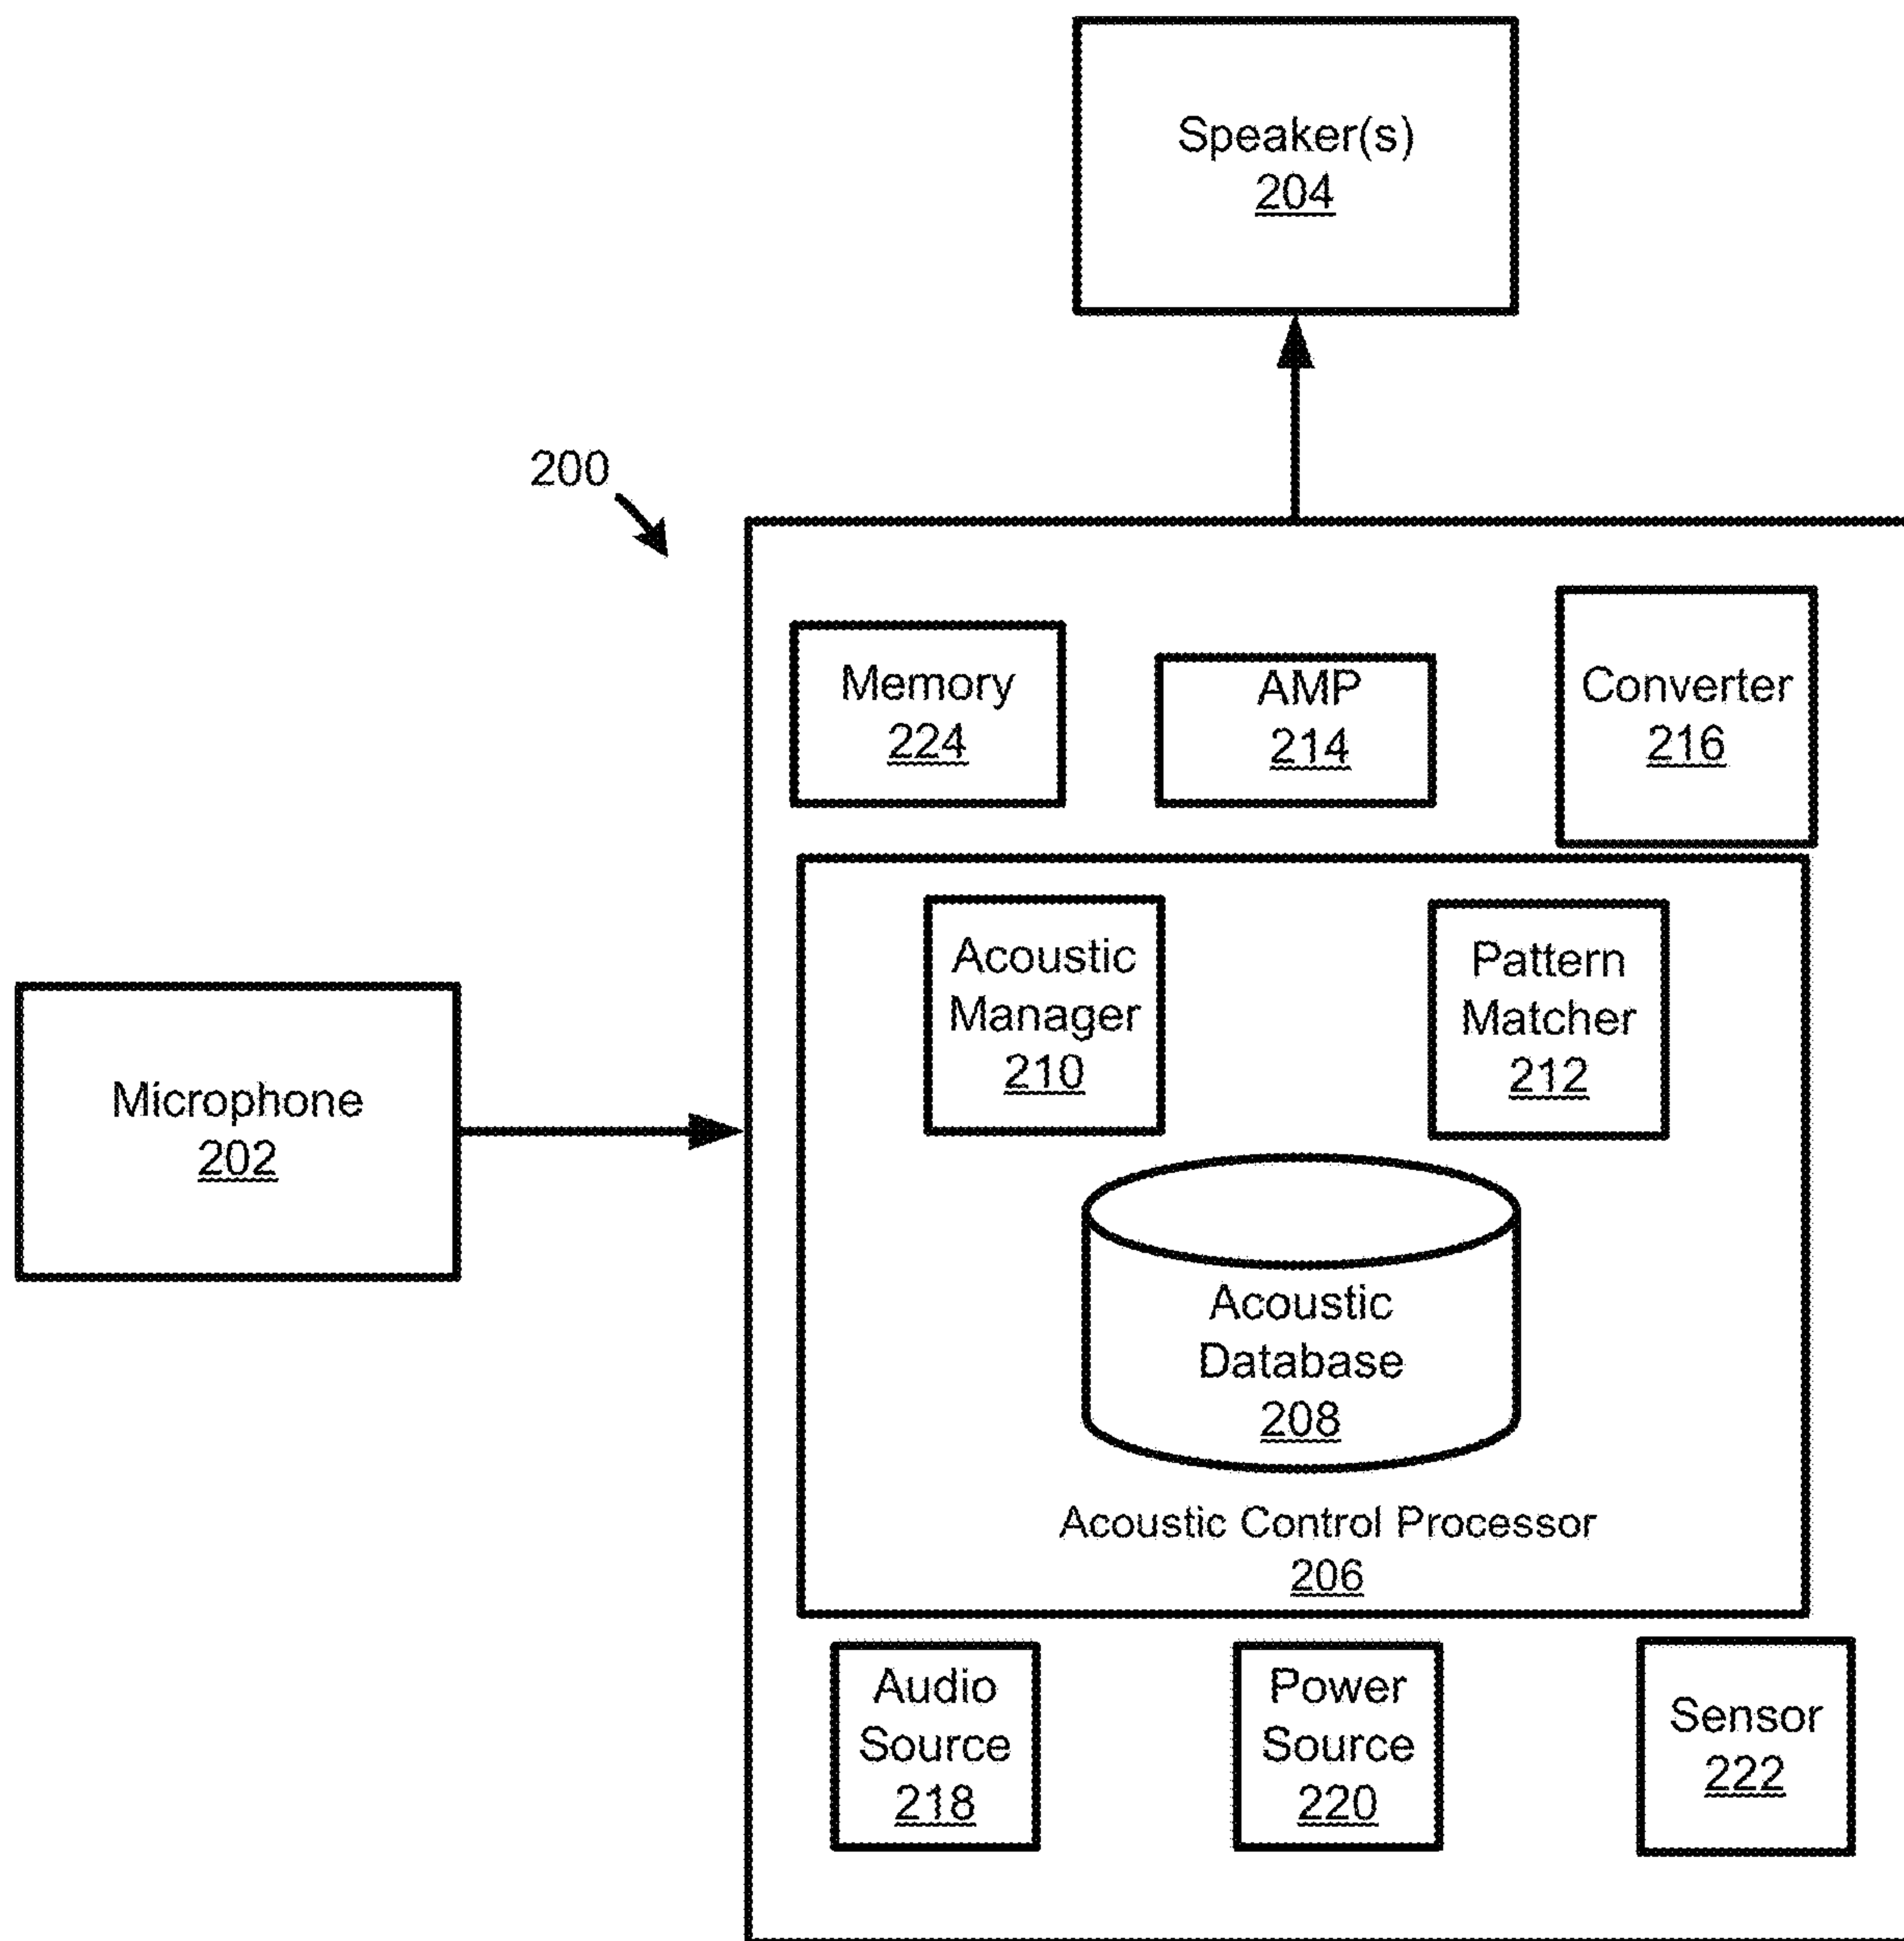 Speaker(s)
204
200
Memory
224
AMP
214
Converter
216
Acoustic
Manager
210
Pattern
Matcher
212
Microphone
202
Acoustic
Database
208
Acoustic Control Processor
206
Audio
Source
218
Power
Source
220
Sensor
222